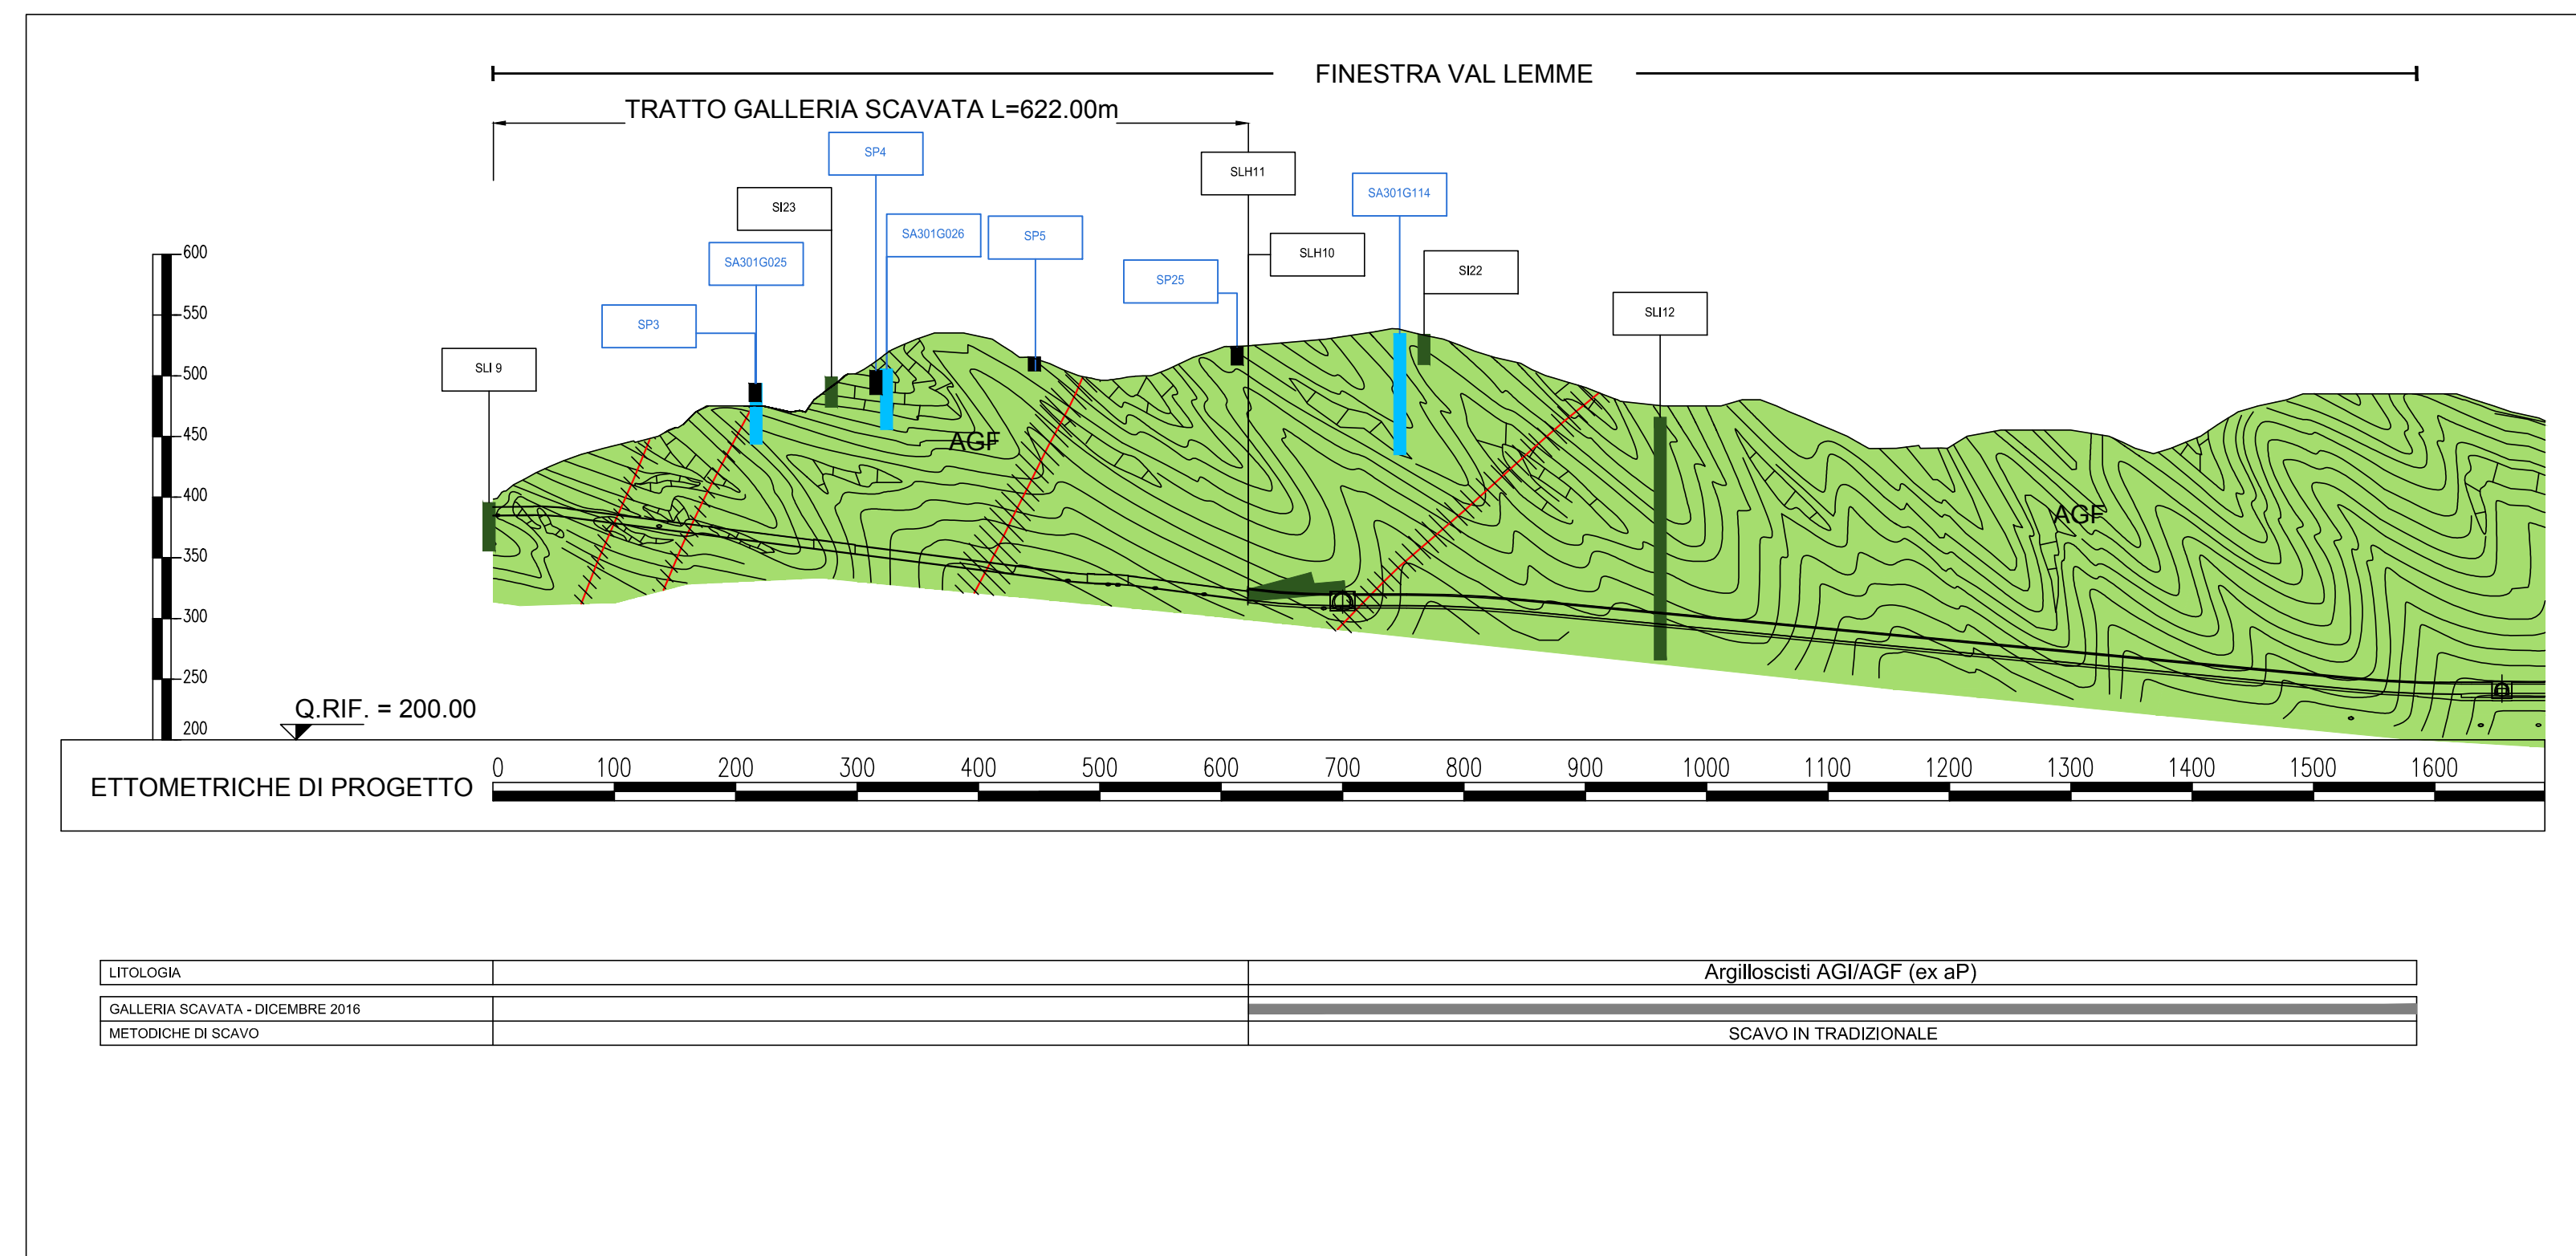 FINESTRA VAL LEMME
TRATTO GALLERIA SCAVATA L=622.00m
SP4
SLH11
SA301G114
SI23
SA301G026
SP5
SLH10
SA301G025
SP25
SI22
SP3
SLI12
SLI 9
600
550
500
450
400
350
300
250
200
AGF
AGF
Q.RIF. = 200.00
ETTOMETRICHE DI PROGETTO
0 100 200 300 400 500 600 700 800 900 1000 1100 1200 1300 1400 1500 1600
LITOLOGIA
Argilloscisti AGI/AGF (ex aP)
GALLERIA SCAVATA - DICEMBRE 2016
METODICHE DI SCAVO
SCAVO IN TRADIZIONALE